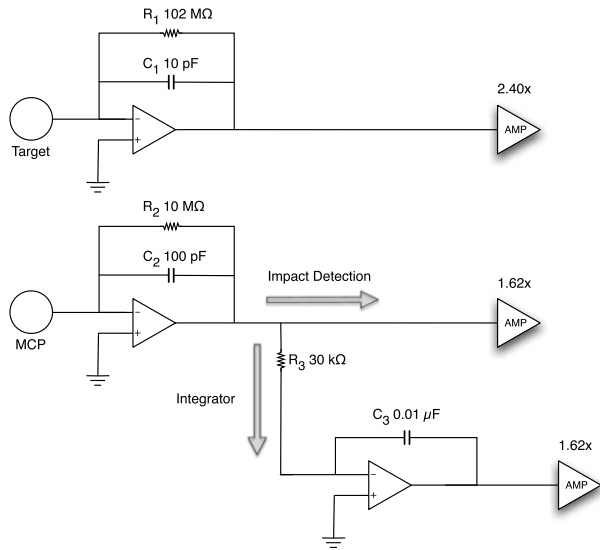 R1 102 MΩ
C1 10 pF
2.40x
−
+
AMP
Target
R2 10 MΩ
C2 100 pF
Impact Detection
1.62x
−
+
AMP
MCP
R3 30 kΩ
Integrator
C3 0.01 µF
1.62x
−
+
AMP